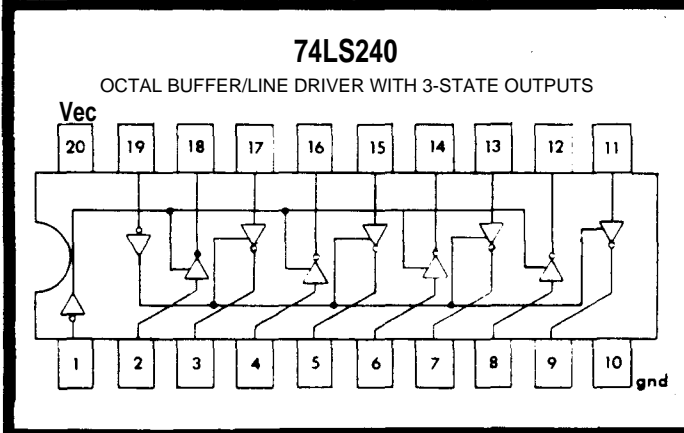 74LS240
OCTAL BUFFER/LINE DRIVER WITH 3-STATE OUTPUTS
Vec
20 19 18 17 16 15 14 13 12 11
1 2 3 4 5 6 7 8 9 10
gnd